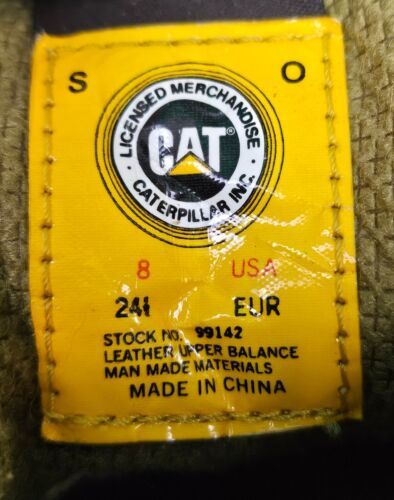 S O
LICENSED MERCHANDISE
CAT®
CATERPILLAR INC.
8 USA
EUR
STOCK NO. 99142
LEATHER UPPER BALANCE
MAN MADE MATERIALS
MADE IN CHINA